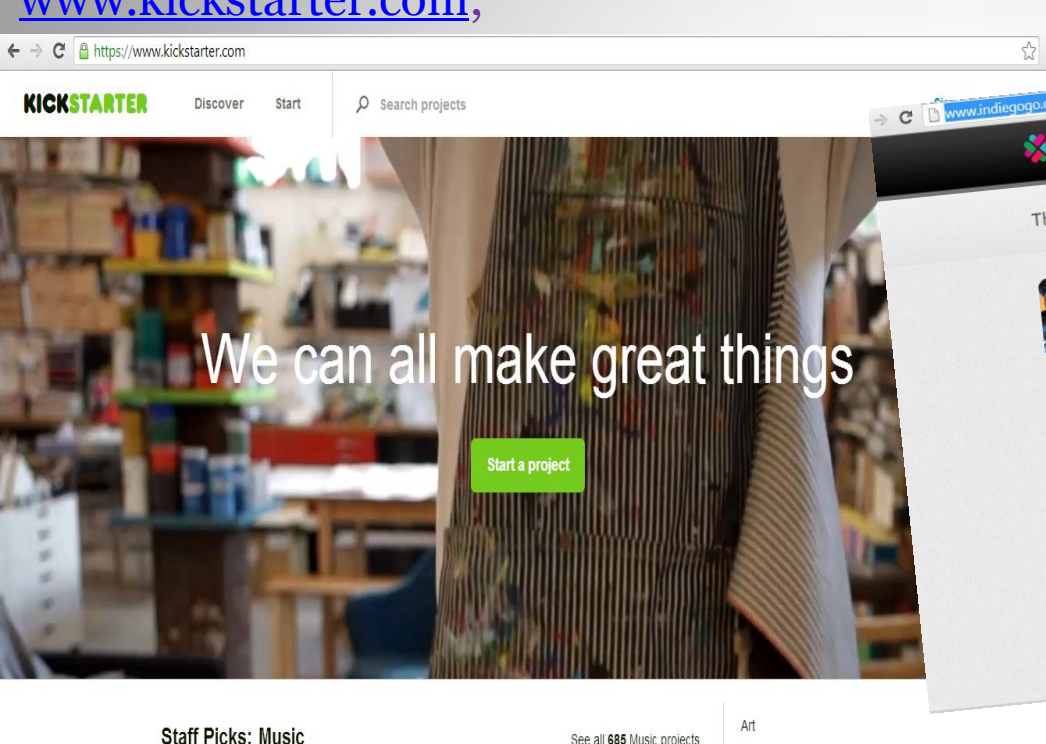 www.kickstarter.com,
https://www.kickstarter.com
KICKSTARTER Discover Start Search projects
www.indiegogo.
We can all make great things
Start a project
Staff Picks: Music
See all 685 Music projects
Art